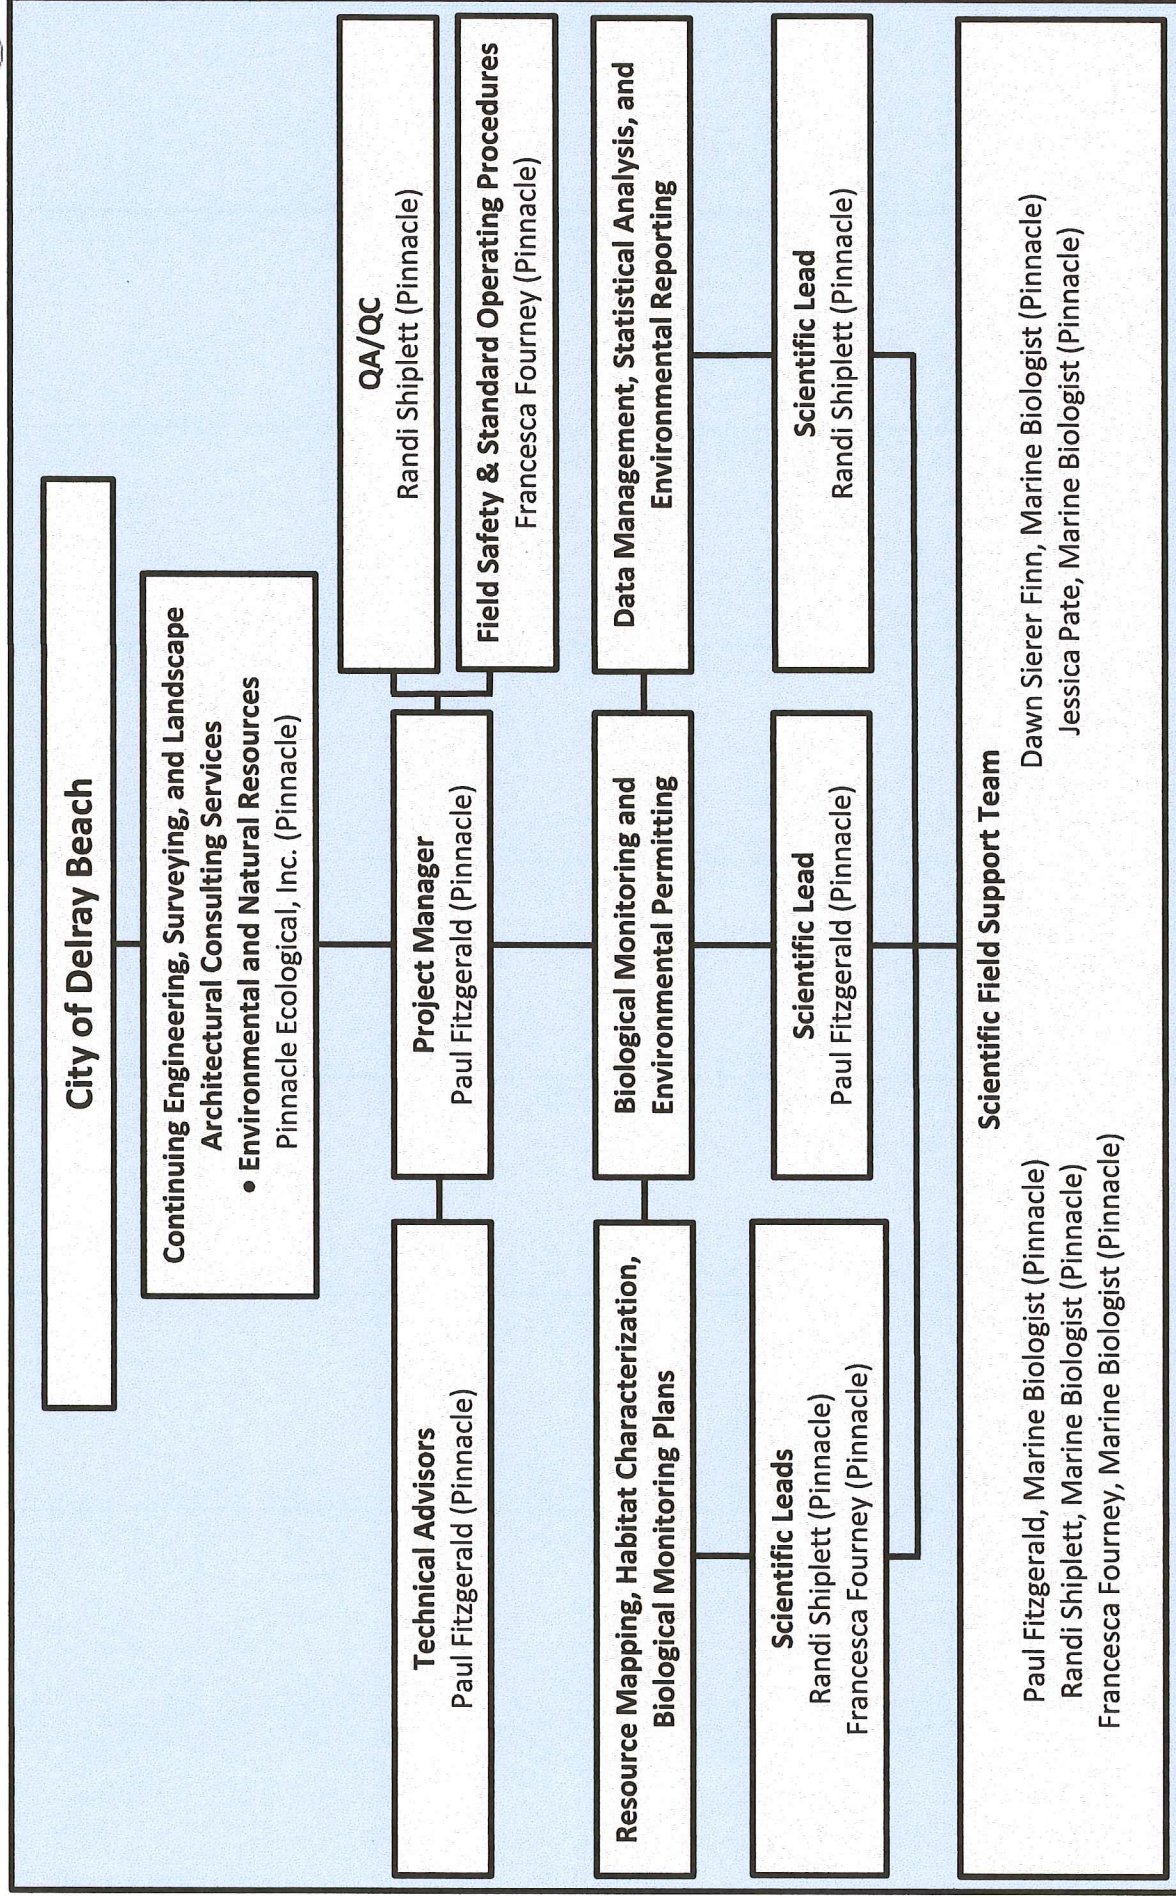 City of Delray Beach
Continuing Engineering, Surveying, and Landscape
Architectural Consulting Services
• Environmental and Natural Resources
Pinnacle Ecological, Inc. (Pinnacle)
Technical Advisors
Paul Fitzgerald (Pinnacle)
Project Manager
Paul Fitzgerald (Pinnacle)
QA/QC
Randi Shiplett (Pinnacle)
Field Safety & Standard Operating Procedures
Francesca Fourney (Pinnacle)
Resource Mapping, Habitat Characterization,
Biological Monitoring Plans
Biological Monitoring and
Environmental Permitting
Data Management, Statistical Analysis, and
Environmental Reporting
Scientific Leads
Randi Shiplett (Pinnacle)
Francesca Fourney (Pinnacle)
Scientific Lead
Paul Fitzgerald (Pinnacle)
Scientific Lead
Randi Shiplett (Pinnacle)
Scientific Field Support Team
Paul Fitzgerald, Marine Biologist (Pinnacle)
Randi Shiplett, Marine Biologist (Pinnacle)
Francesca Fourney, Marine Biologist (Pinnacle)
Dawn Sierer Finn, Marine Biologist (Pinnacle)
Jessica Pate, Marine Biologist (Pinnacle)